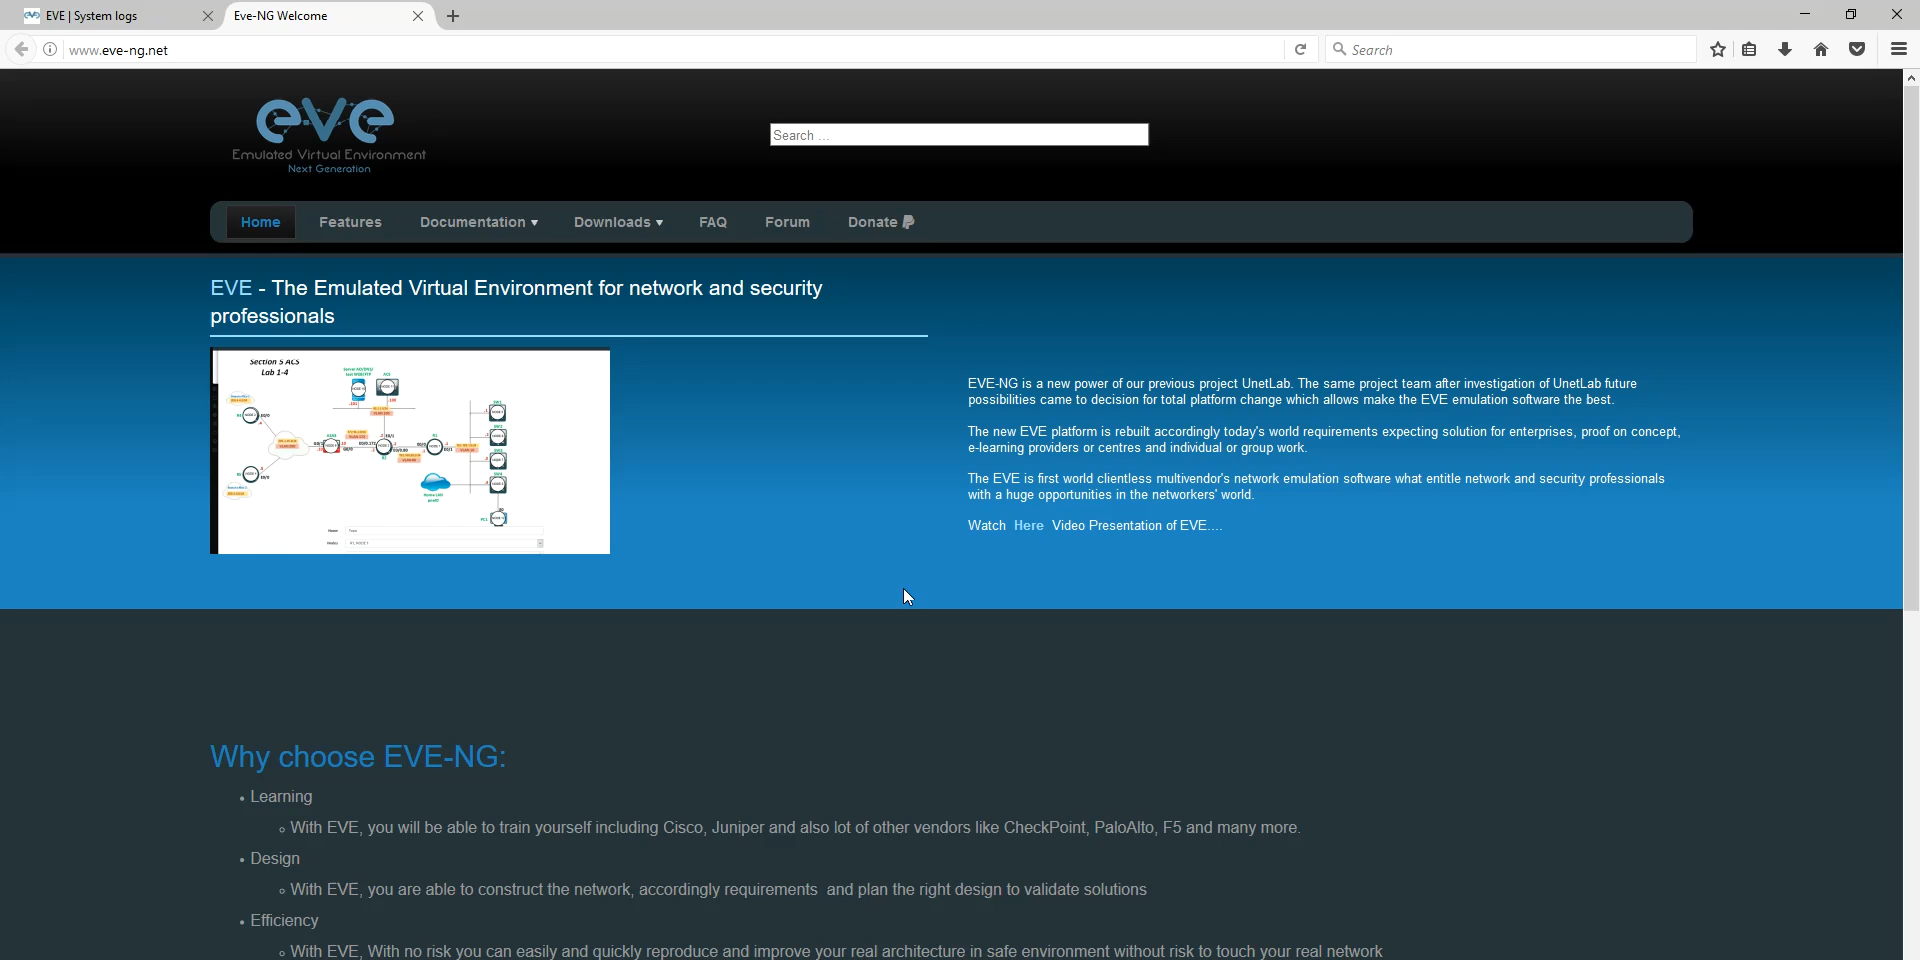 EVE | System logs
Eve-NG Welcome
www.eve-ng.net
Search
eve
Emulated Virtual Environment
Next Generation
Search ...
Home
Features
Documentation
Downloads
FAQ
Forum
Donate
EVE - The Emulated Virtual Environment for network and security
professionals
Section 5 ACS
Lab 1-4
EVE-NG is a new power of our previous project UnetLab. The same project team after investigation of UnetLab future
possibilities came to decision for total platform change which allows make the EVE emulation software the best.
The new EVE platform is rebuilt accordingly today's world requirements expecting solution for enterprises, proof on concept,
e-learning providers or centres and individual or group work.
The EVE is first world clientless multivendor's network emulation software what entitle network and security professionals
with a huge opportunities in the networkers' world.
Watch Here Video Presentation of EVE....
Why choose EVE-NG:
Learning
With EVE, you will be able to train yourself including Cisco, Juniper and also lot of other vendors like CheckPoint, PaloAlto, F5 and many more.
Design
With EVE, you are able to construct the network, accordingly requirements and plan the right design to validate solutions
Efficiency
With EVE, With no risk you can easily and quickly reproduce and improve your real architecture in safe environment without risk to touch your real network